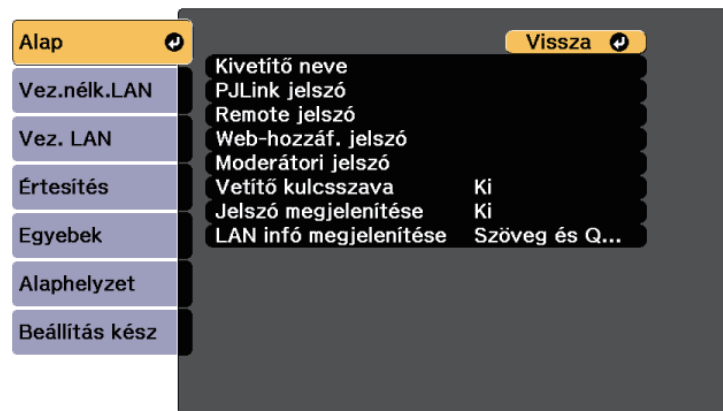 Alap
Vez.nélk.LAN
Vez. LAN
Értesítés
Egyebek
Alaphelyzet
Beállítás kész
Vissza
Kivetítő neve
PJLink jelszó
Remote jelszó
Web-hozzáf. jelszó
Moderátori jelszó
Vetítő kulcsszava Ki
Jelszó megjelenítése Ki
LAN infó megjelenítése Szöveg és Q...